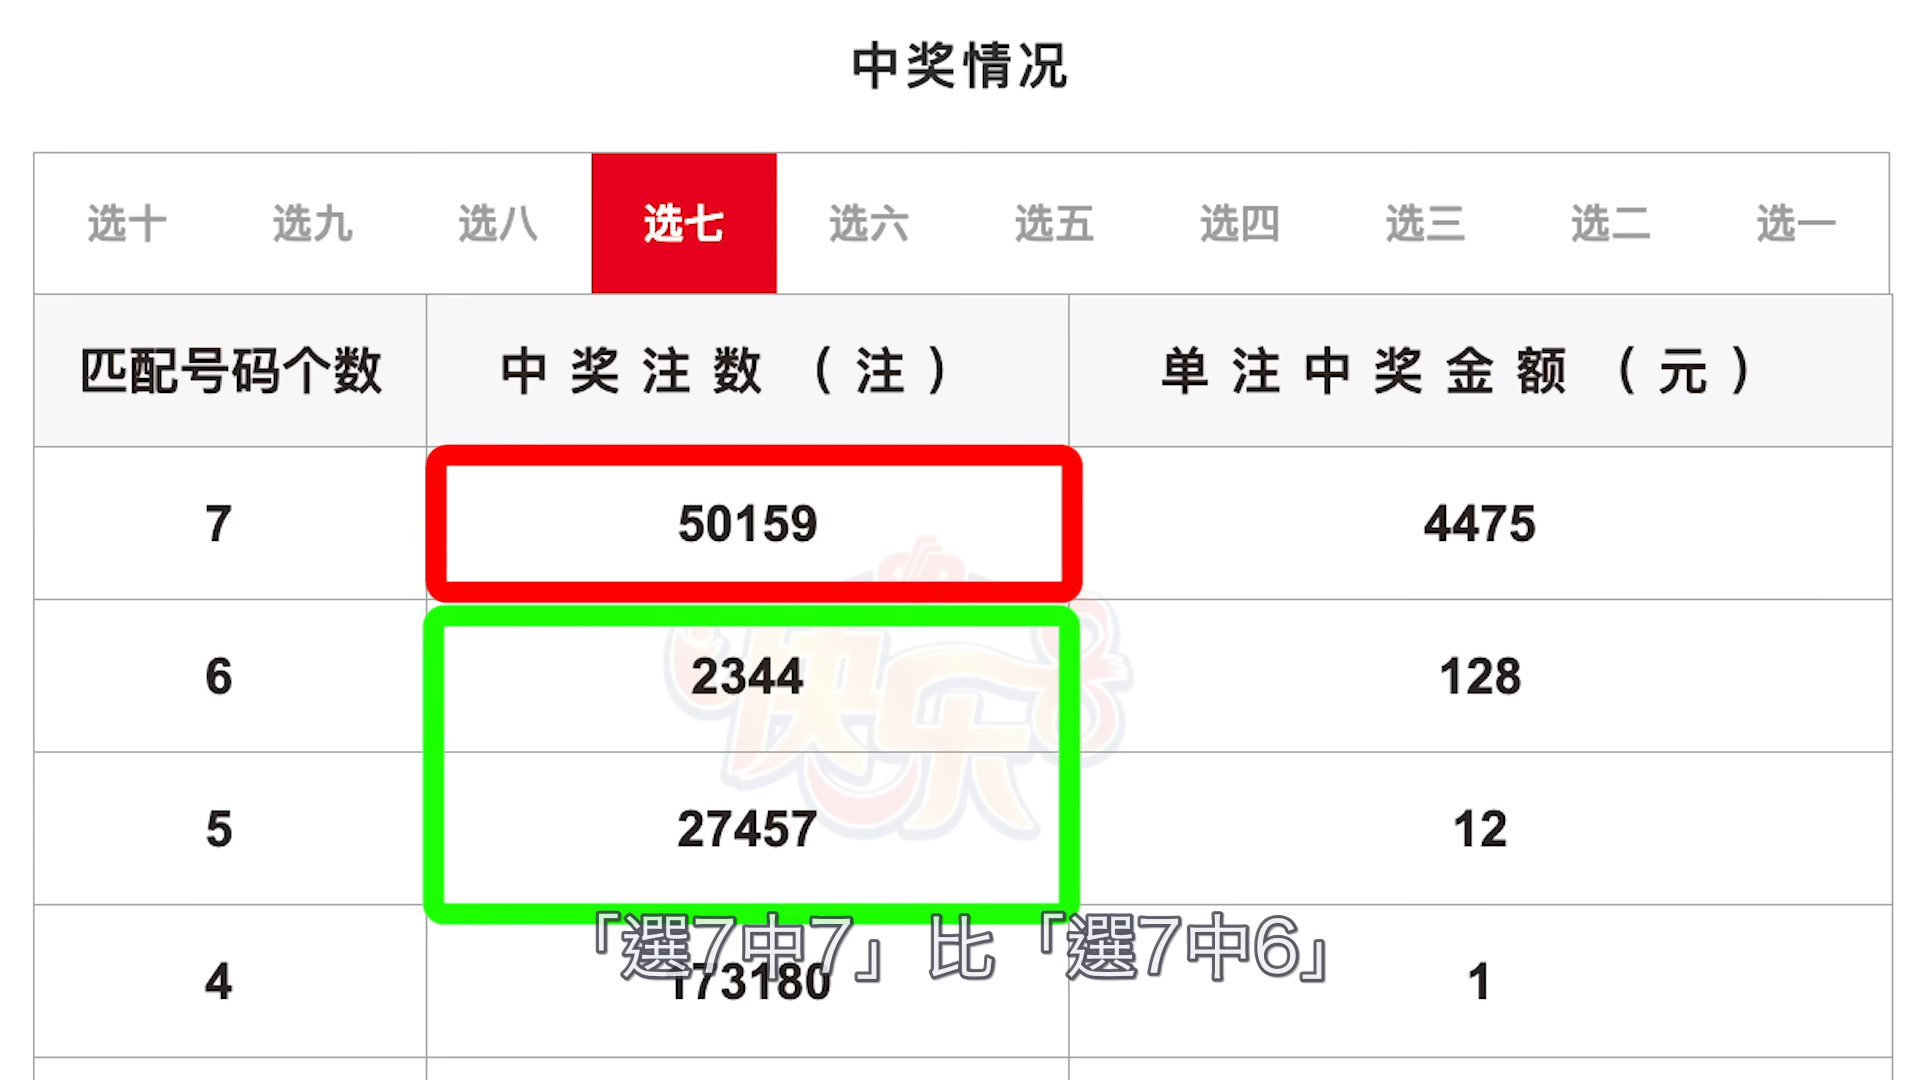 中奖情况
选十 选九 选八 选七 选六 选五 选四 选三 选二 选一
匹配号码个数 中奖注数（注） 单注中奖金额（元）
7 50159 4475
6 2344 128
5 27457 12
4 173180 1
「選7中7」比「選7中6」
快乐8